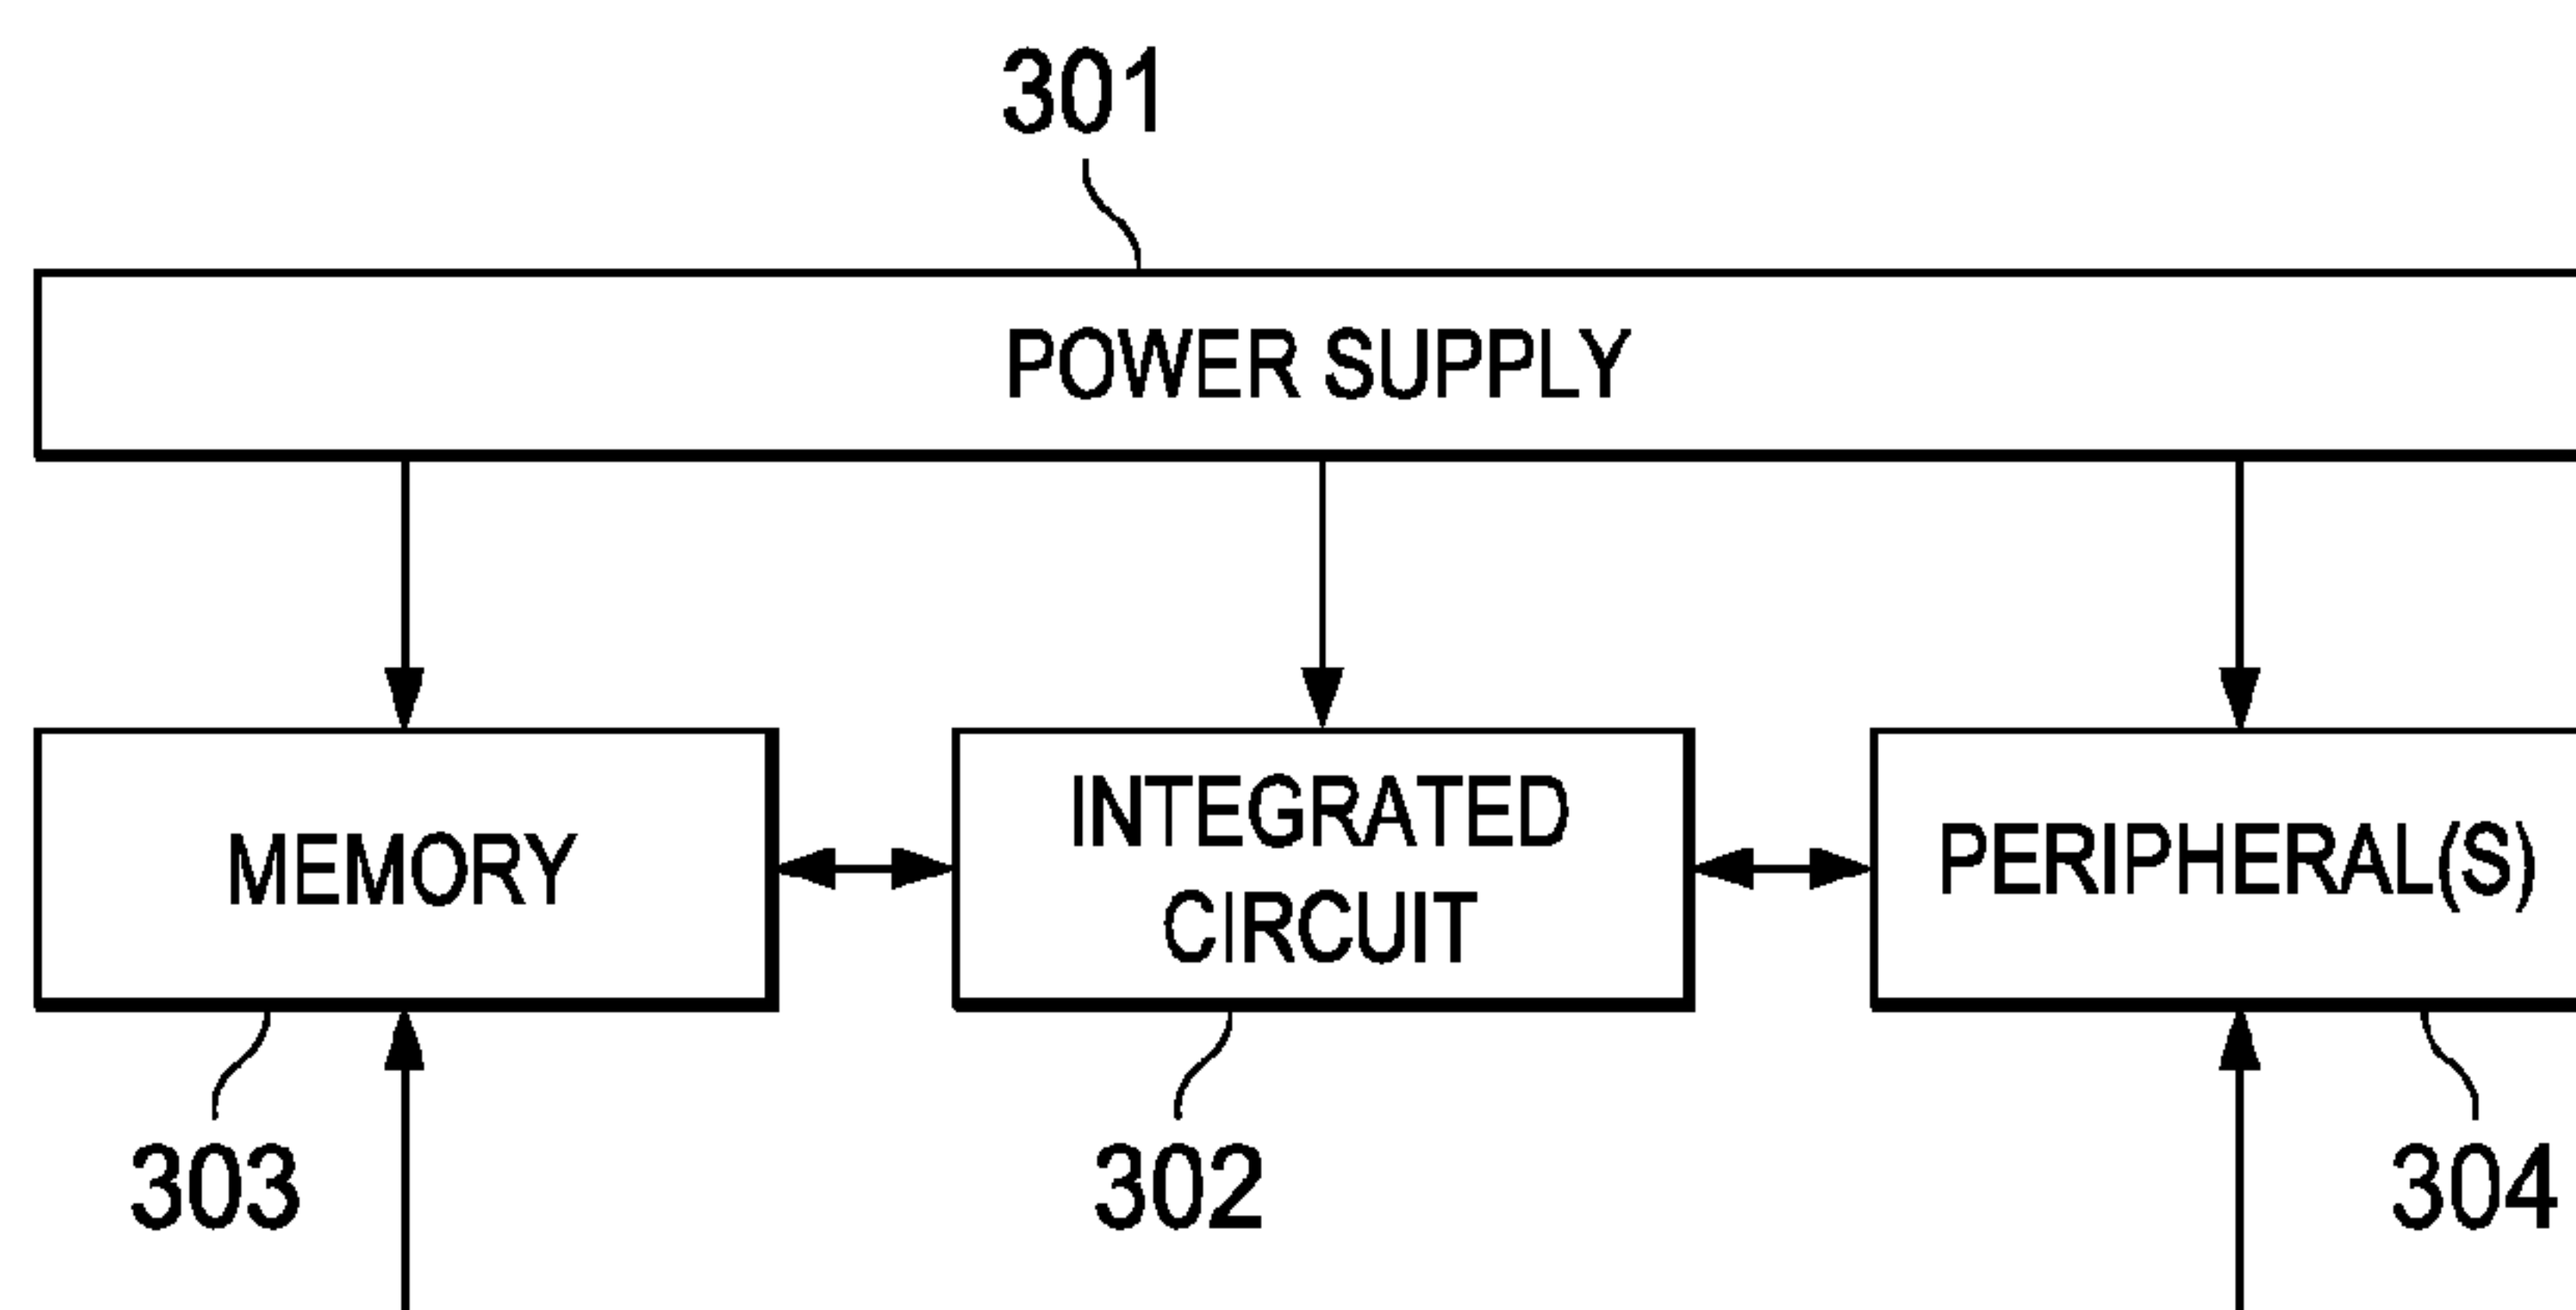 301
POWER SUPPLY
MEMORY
INTEGRATED
CIRCUIT
PERIPHERAL(S)
303
302
304